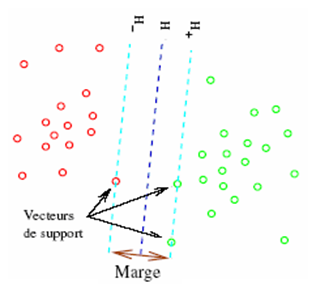 -H
H
+H
Vecteurs
de support
Marge